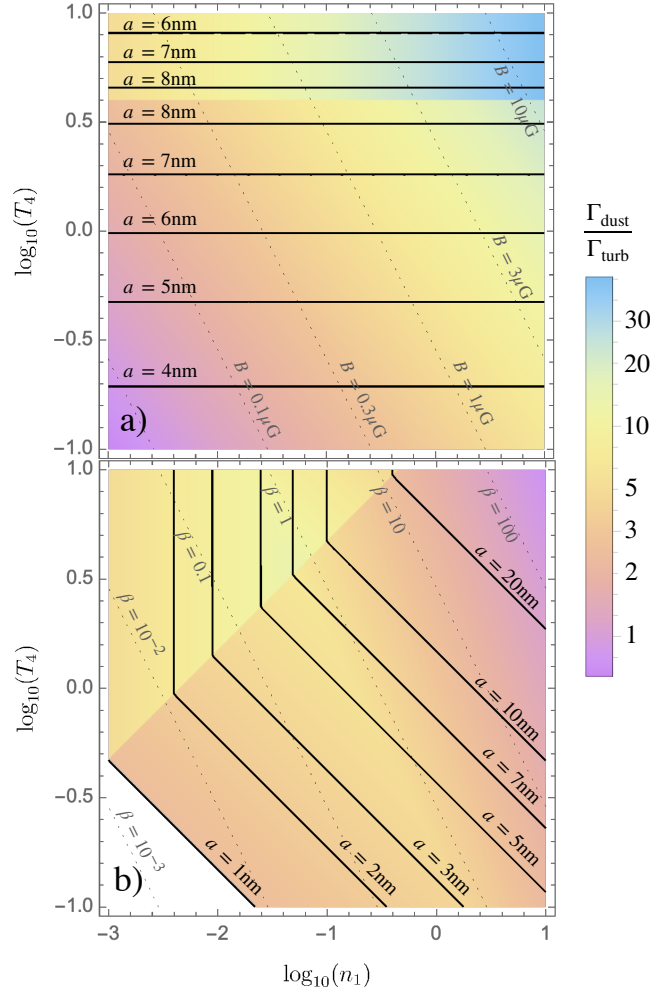 1.0
0.5
0.0
−0.5
−1.0
log₁₀(T₄)
a = 6nm
a = 7nm
a = 8nm
a = 8nm
a = 7nm
a = 6nm
a = 5nm
a = 4nm
B = 10μG
B = 3μG
B = 1μG
B = 0.3μG
B = 0.1μG
a)
Γdust
Γturb
30
20
10
5
3
2
1
1.0
0.5
0.0
−0.5
−1.0
log₁₀(T₄)
β = 10⁻³
β = 10⁻²
β = 0.1
β = 1
β = 10
β = 100
a = 20nm
a = 10nm
a = 7nm
a = 5nm
a = 3nm
a = 2nm
a = 1nm
b)
−3
−2
−1
0
1
log₁₀(n₁)